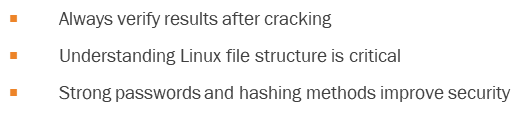 Always verify results after cracking
Understanding Linux file structure is critical
Strong passwords and hashing methods improve security